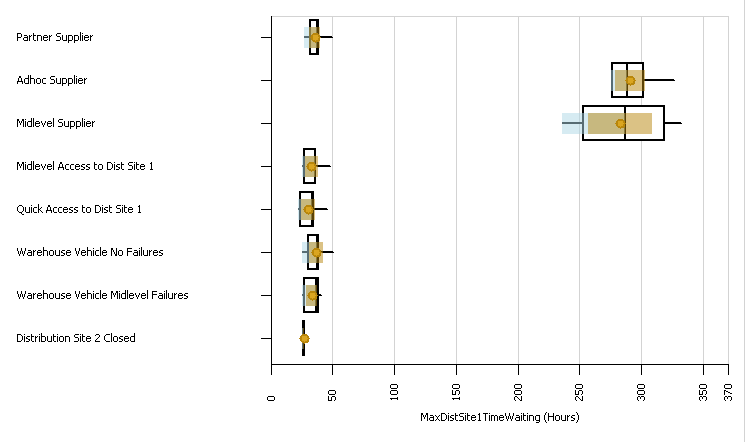 Partner Supplier
Adhoc Supplier
Midlevel Supplier
Midlevel Access to Dist Site 1
Quick Access to Dist Site 1
Warehouse Vehicle No Failures
Warehouse Vehicle Midlevel Failures
Distribution Site 2 Closed
0 50 100 150 200 250 300 350 370
MaxDistSite1TimeWaiting (Hours)